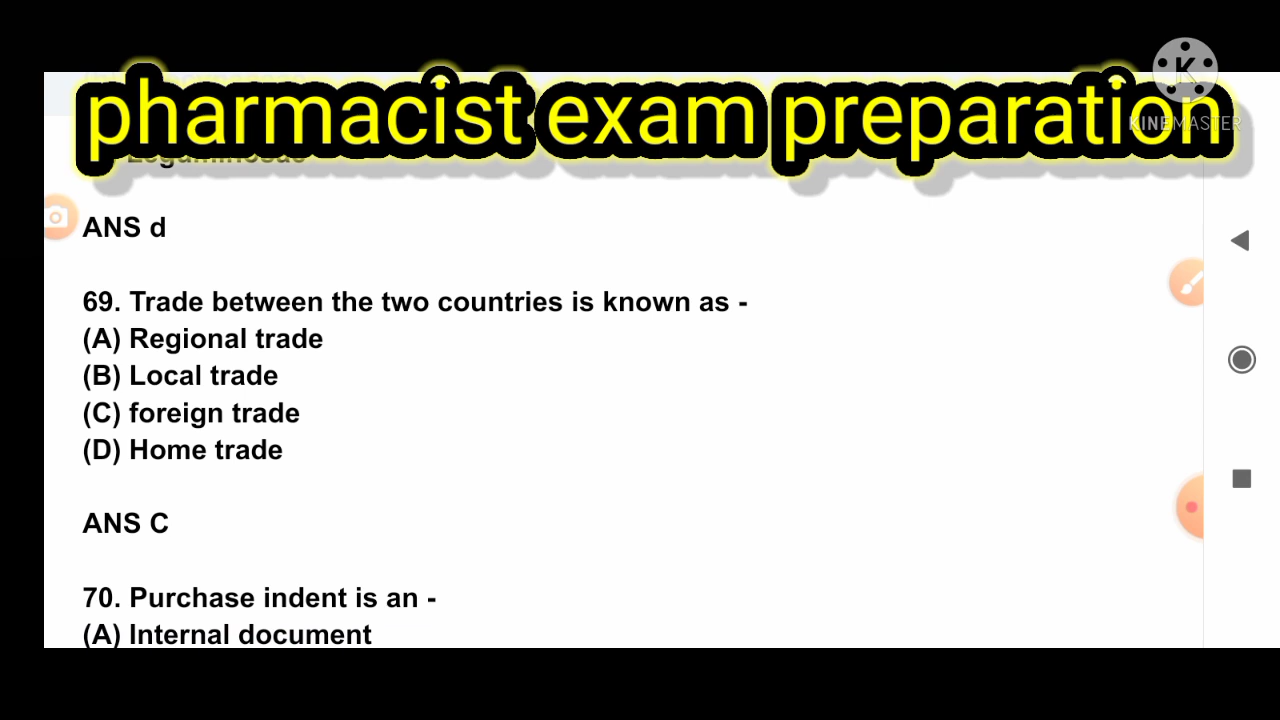 pharmacist exam preparation
KINEMASTER
ANS d
69. Trade between the two countries is known as -
(A) Regional trade
(B) Local trade
(C) foreign trade
(D) Home trade
ANS C
70. Purchase indent is an -
(A) Internal document